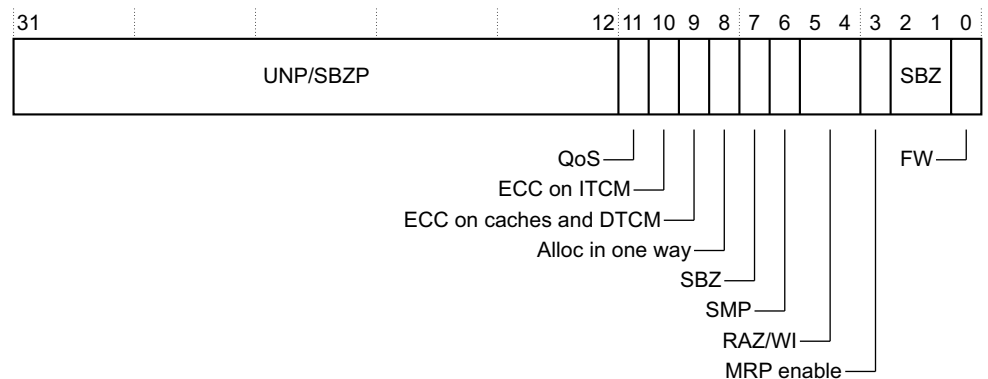 31 12 11 10 9 8 7 6 5 4 3 2 1 0
UNP/SBZP SBZ
QoS FW
ECC on ITCM
ECC on caches and DTCM
Alloc in one way
SBZ
SMP
RAZ/WI
MRP enable